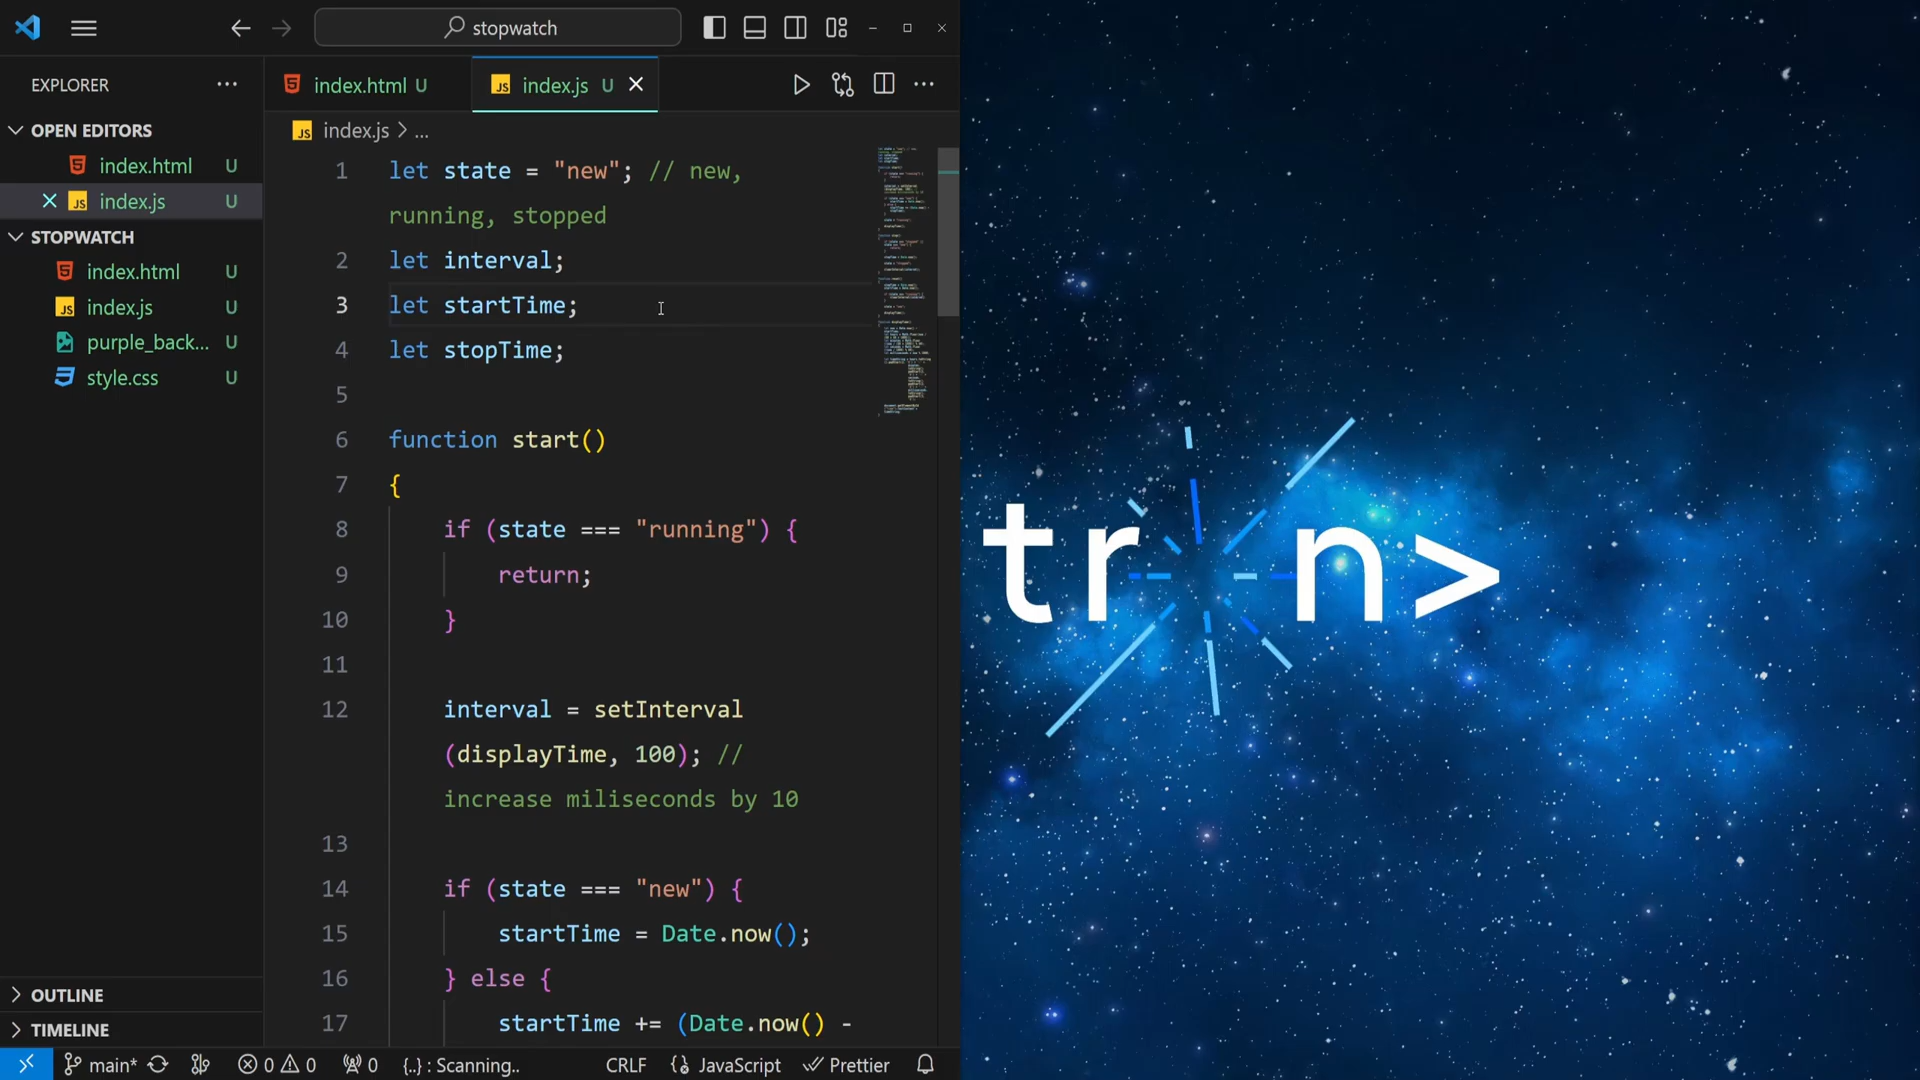 stopwatch
EXPLORER
index.html U
index.js U
OPEN EDITORS
index.html U
index.js U
STOPWATCH
index.html U
index.js U
purple_back... U
style.css U
OUTLINE
TIMELINE
index.js > ...
1 let state = "new"; // new,
running, stopped
2 let interval;
3 let startTime;
4 let stopTime;
5
6 function start()
7 {
8 if (state === "running") {
9 return;
10 }
11
12 interval = setInterval
(displayTime, 100); //
increase miliseconds by 10
13
14 if (state === "new") {
15 startTime = Date.now();
16 } else {
17 startTime += (Date.now() -
main* 0 0 0 {..} : Scanning.. CRLF {} JavaScript Prettier
tr n>